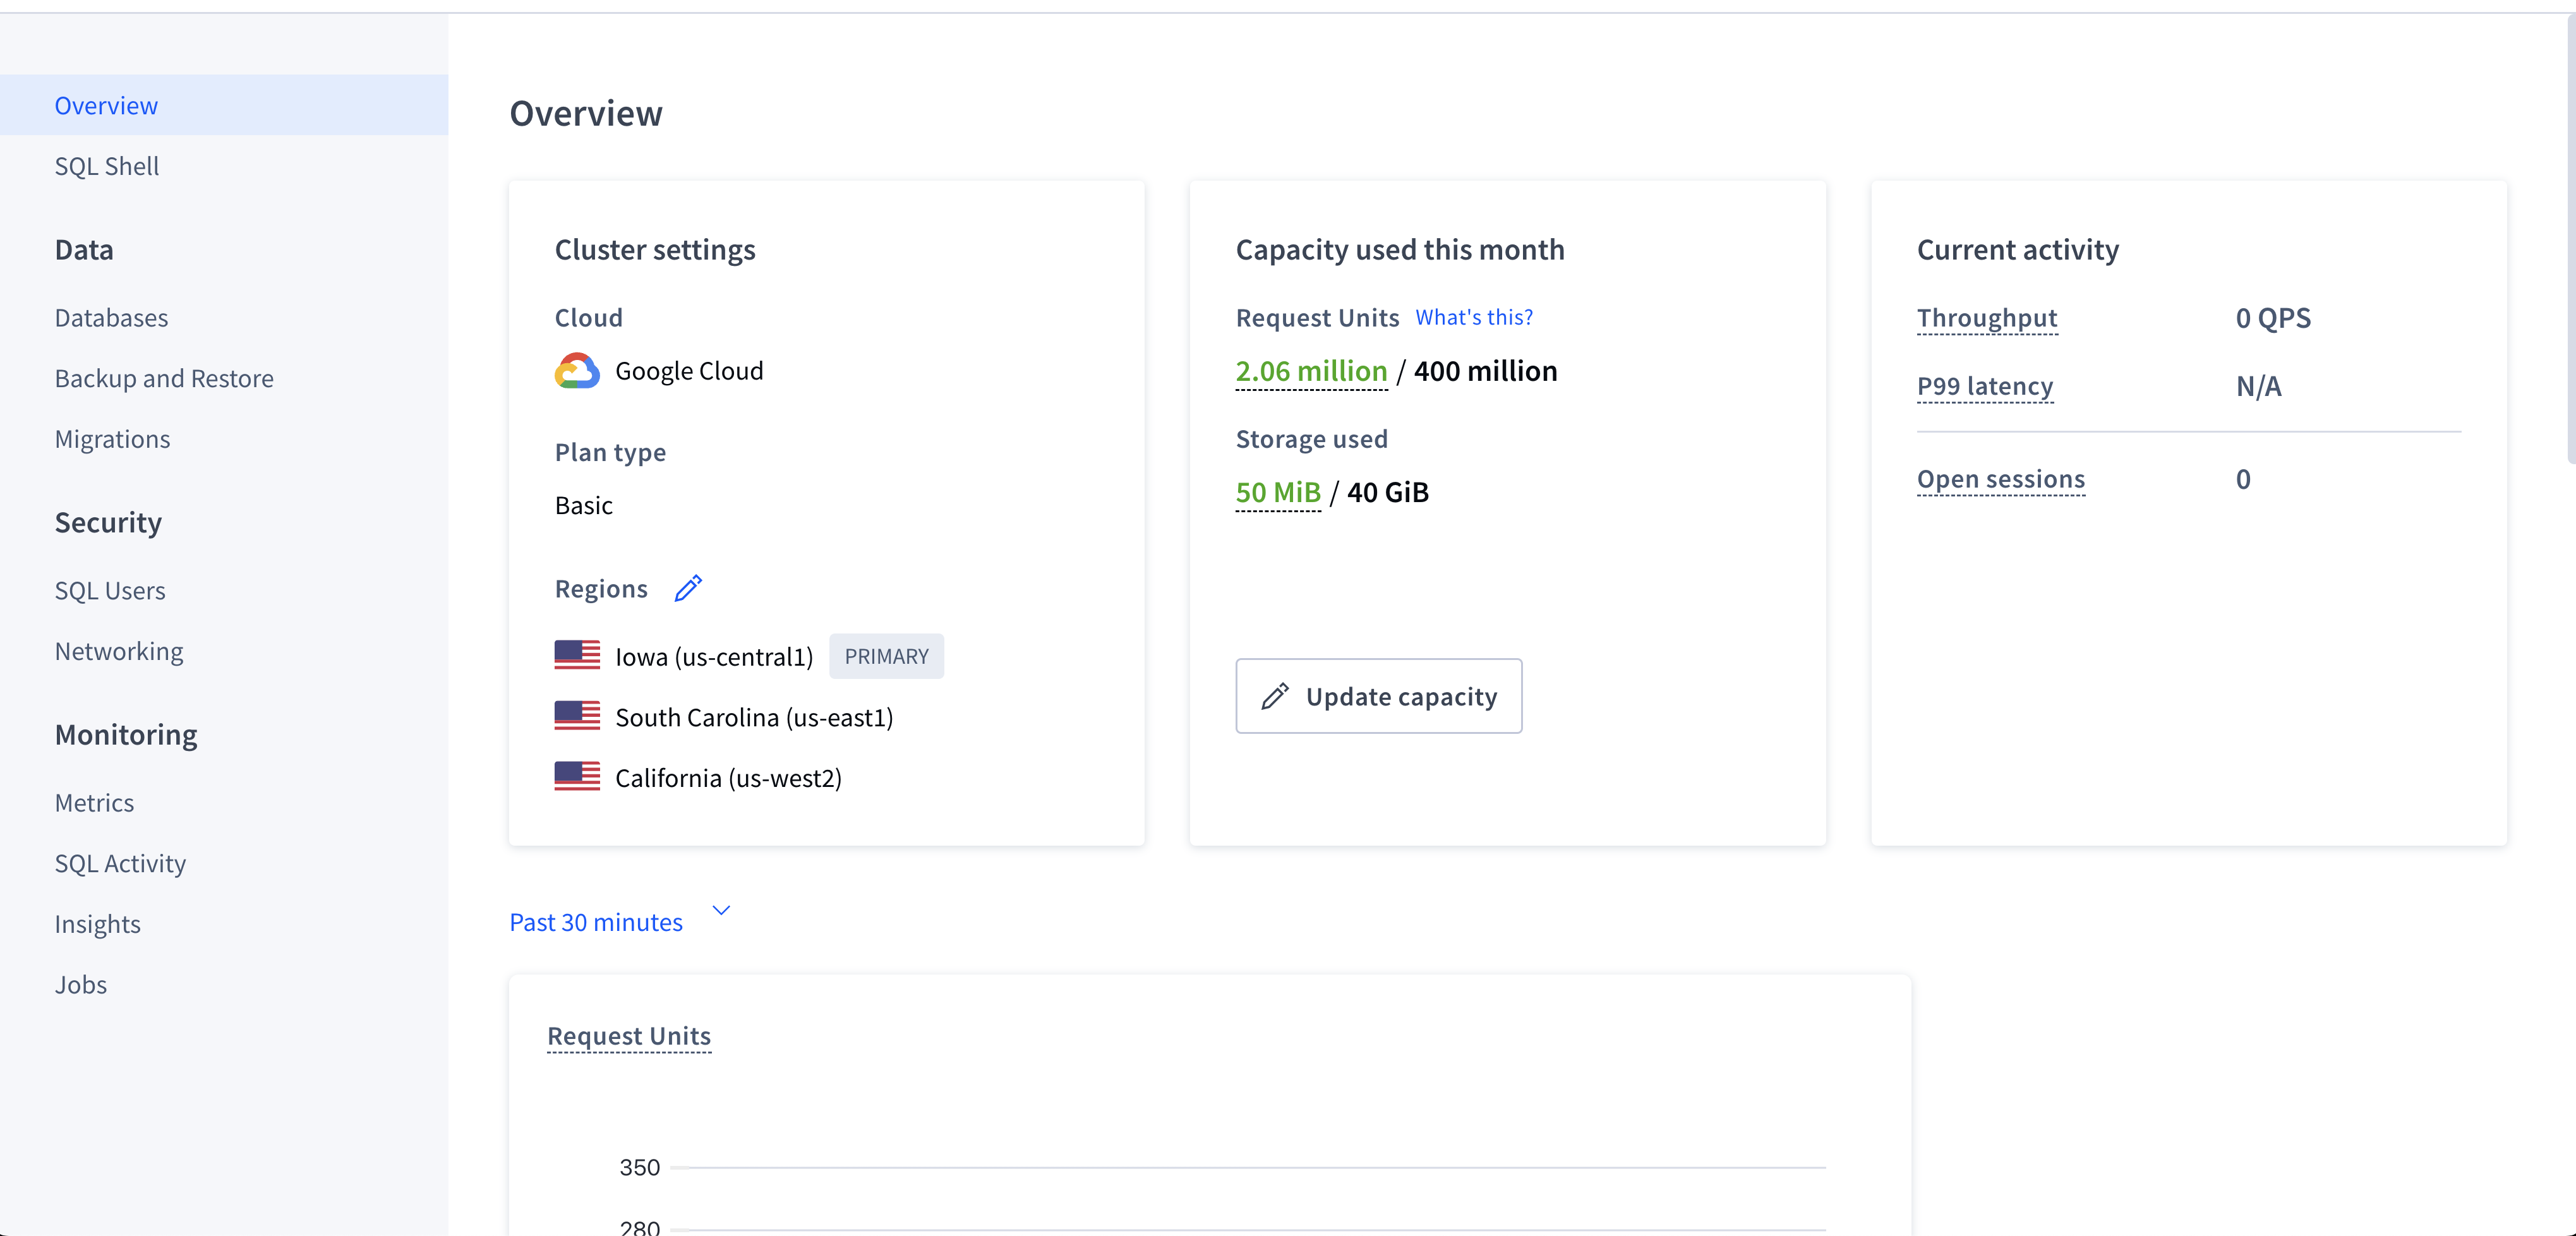 Overview
SQL Shell
Data
Databases
Backup and Restore
Migrations
Security
SQL Users
Networking
Monitoring
Metrics
SQL Activity
Insights
Jobs
Overview
Cluster settings
Cloud
Google Cloud
Plan type
Basic
Regions
Iowa (us-central1) PRIMARY
South Carolina (us-east1)
California (us-west2)
Capacity used this month
Request Units What's this?
2.06 million / 400 million
Storage used
50 MiB / 40 GiB
Update capacity
Current activity
Throughput 0 QPS
P99 latency N/A
Open sessions 0
Past 30 minutes
Request Units
350
280